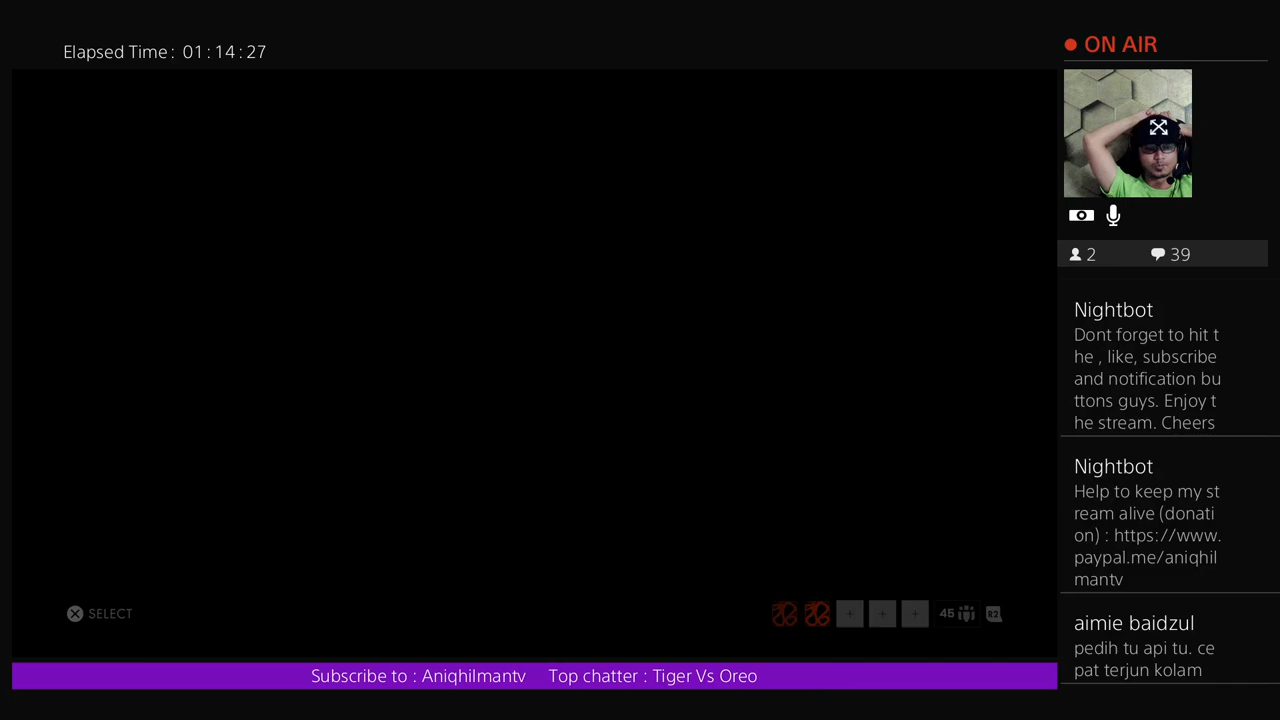 Elapsed Time: 01:14:27
ON AIR
2 39
Nightbot
Dont forget to hit t
he , like, subscribe
and notification bu
ttons guys. Enjoy t
he stream. Cheers
Nightbot
Help to keep my st
ream alive (donati
on) : https://www.
paypal.me/aniqhil
mantv
aimie baidzul
pedih tu api tu. ce
pat terjun kolam
SELECT
45 R2
Subscribe to : Aniqhilmantv Top chatter : Tiger Vs Oreo